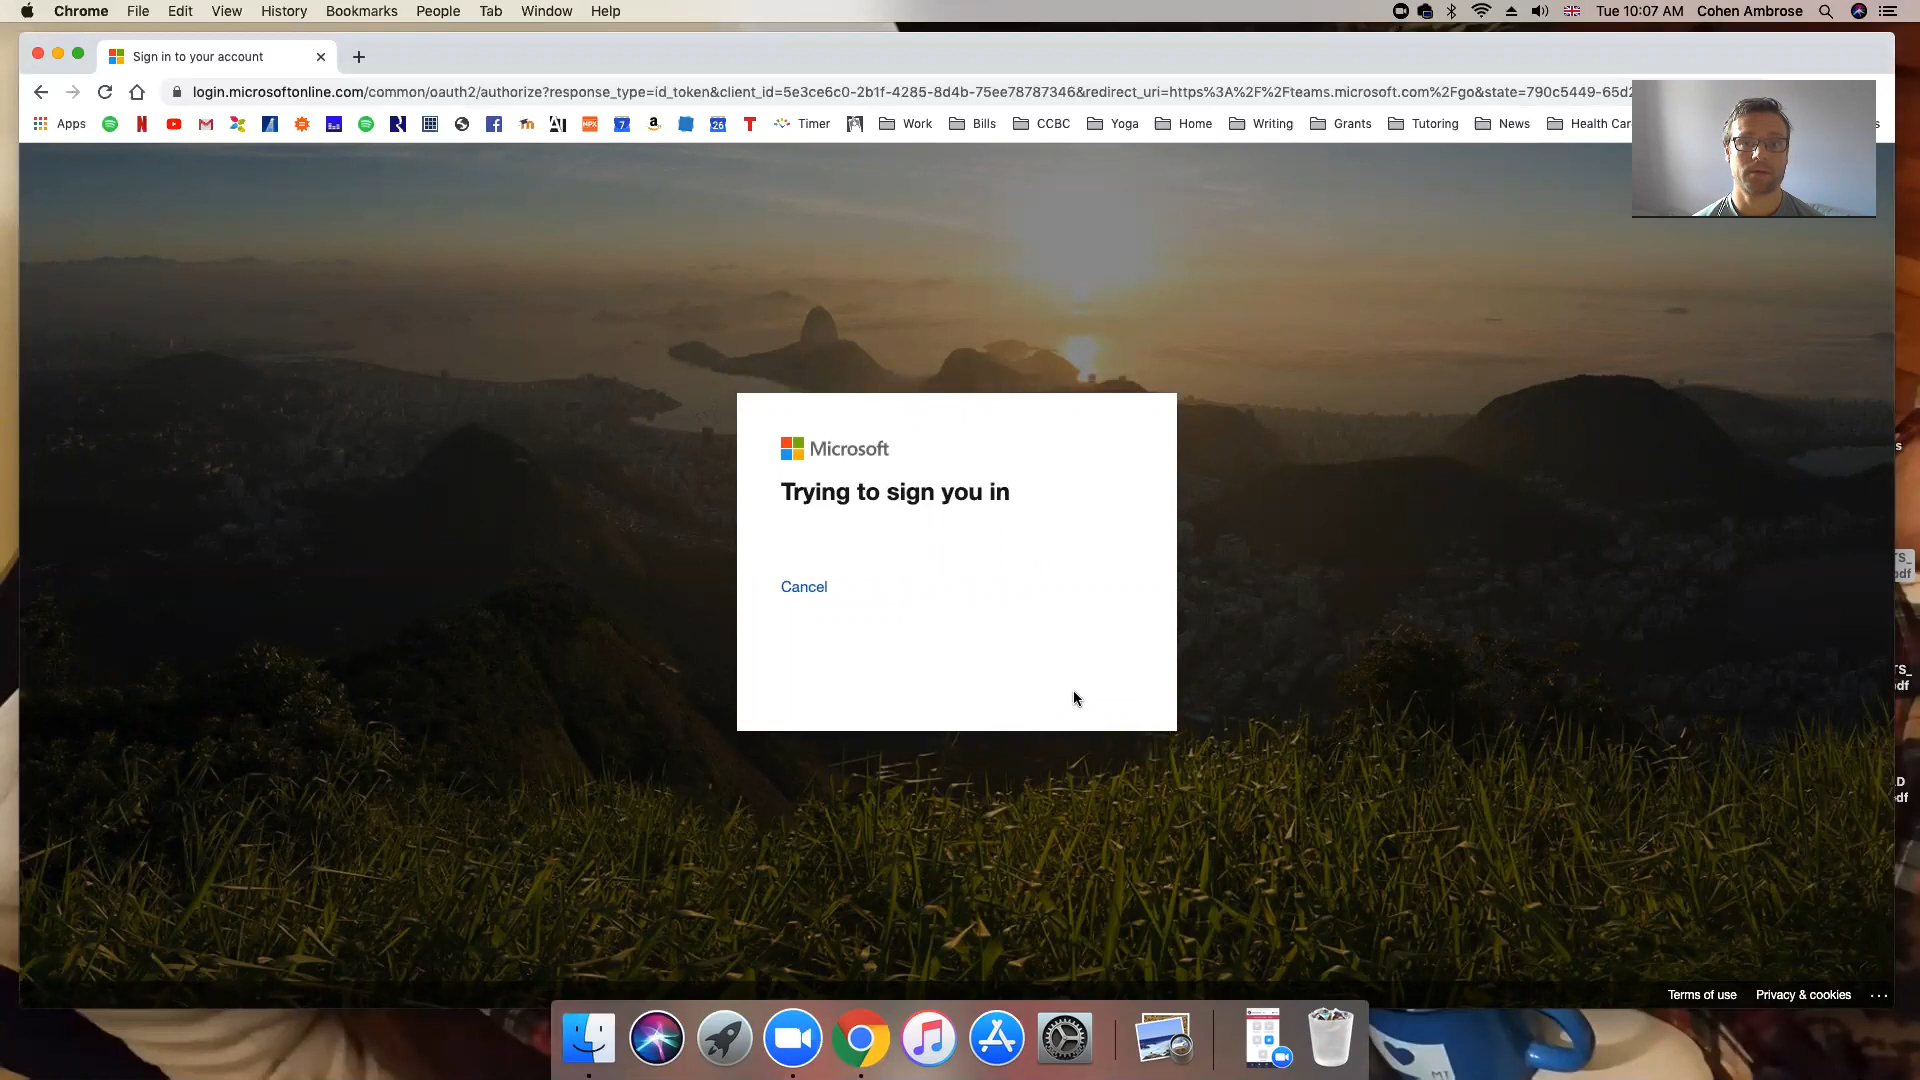 Chrome File Edit View History Bookmarks People Tab Window Help Tue 10:07 AM Cohen Ambrose
Sign in to your account
login.microsoftonline.com/common/oauth2/authorize?response_type=id_token&client_id=5e3ce6c0-2b1f-4285-8d4b-75ee78787346&redirect_uri=https%3A%2F%2Fteams.microsoft.com%2Fgo&state=790c5449-65d2
Apps Timer Work Bills CCBC Yoga Home Writing Grants Tutoring News Health Car
Microsoft
Trying to sign you in
Cancel
Terms of use Privacy & cookies ...